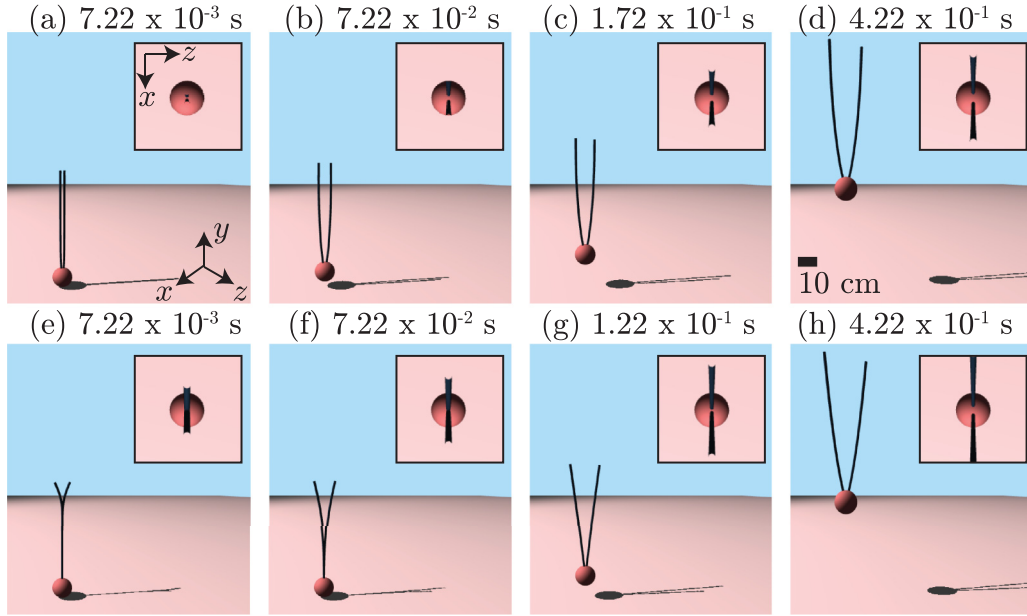 (a) 7.22 x 10⁻³ s
(b) 7.22 x 10⁻² s
(c) 1.72 x 10⁻¹ s
(d) 4.22 x 10⁻¹ s
z
x
y
x
z
10 cm
(e) 7.22 x 10⁻³ s
(f) 7.22 x 10⁻² s
(g) 1.22 x 10⁻¹ s
(h) 4.22 x 10⁻¹ s